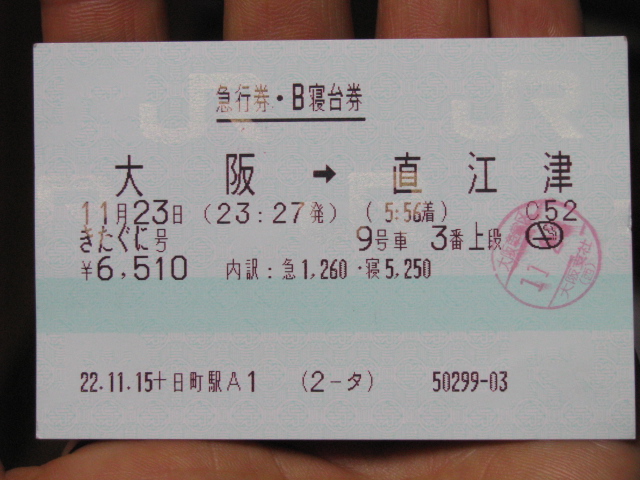 急行券・B寝台券
大阪 → 直江津
11月23日 (23:27発) ( 5:56着) C52
きたぐに号 9号車 3番上段
¥6,510 内訳:急1,260・寝5,250
22.11.15十日町駅A1 (2-タ) 50299-03